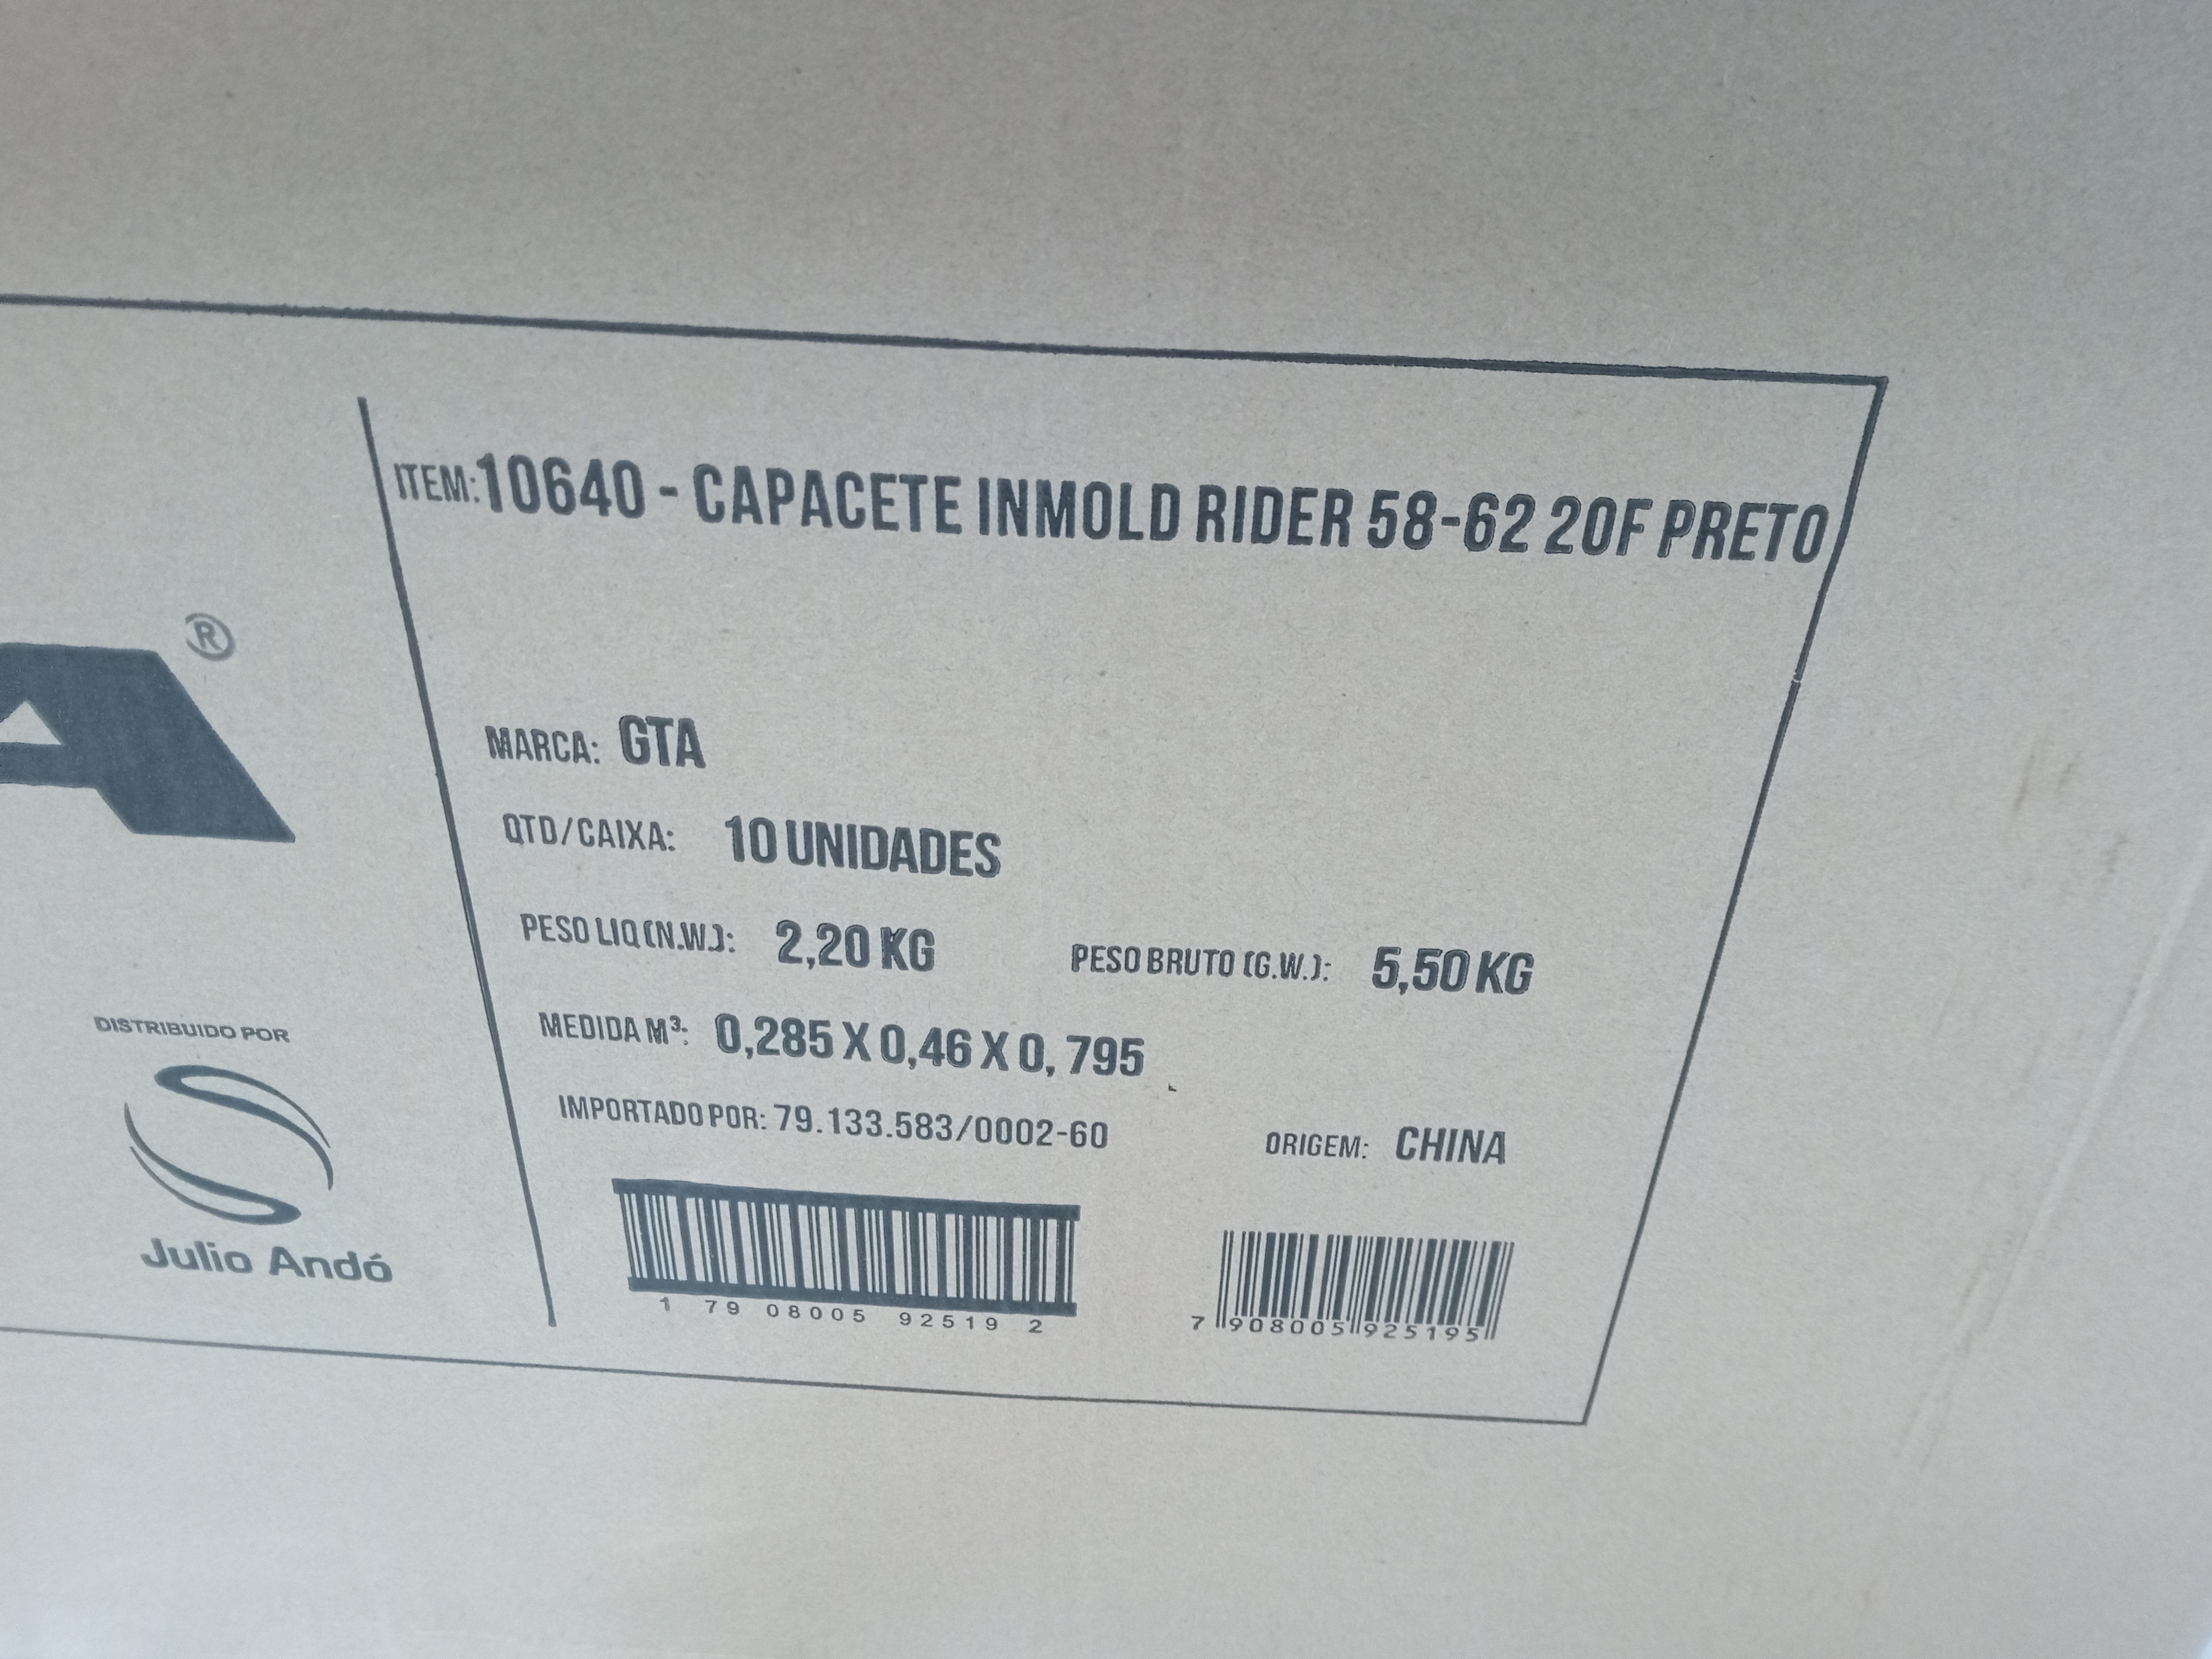 ITEM:10640 - CAPACETE INMOLD RIDER 58-62 20F PRETO
A®
MARCA: GTA
QTD/CAIXA: 10 UNIDADES
PESO LIQ(N.W.): 2,20 KG PESO BRUTO (G.W.): 5,50 KG
MEDIDA M³: 0,285 X 0,46 X 0, 795
IMPORTADO POR: 79.133.583/0002-60 ORIGEM: CHINA
DISTRIBUIDO POR
Julio Andó
1 79 08005 92519 2
7 908005 925195